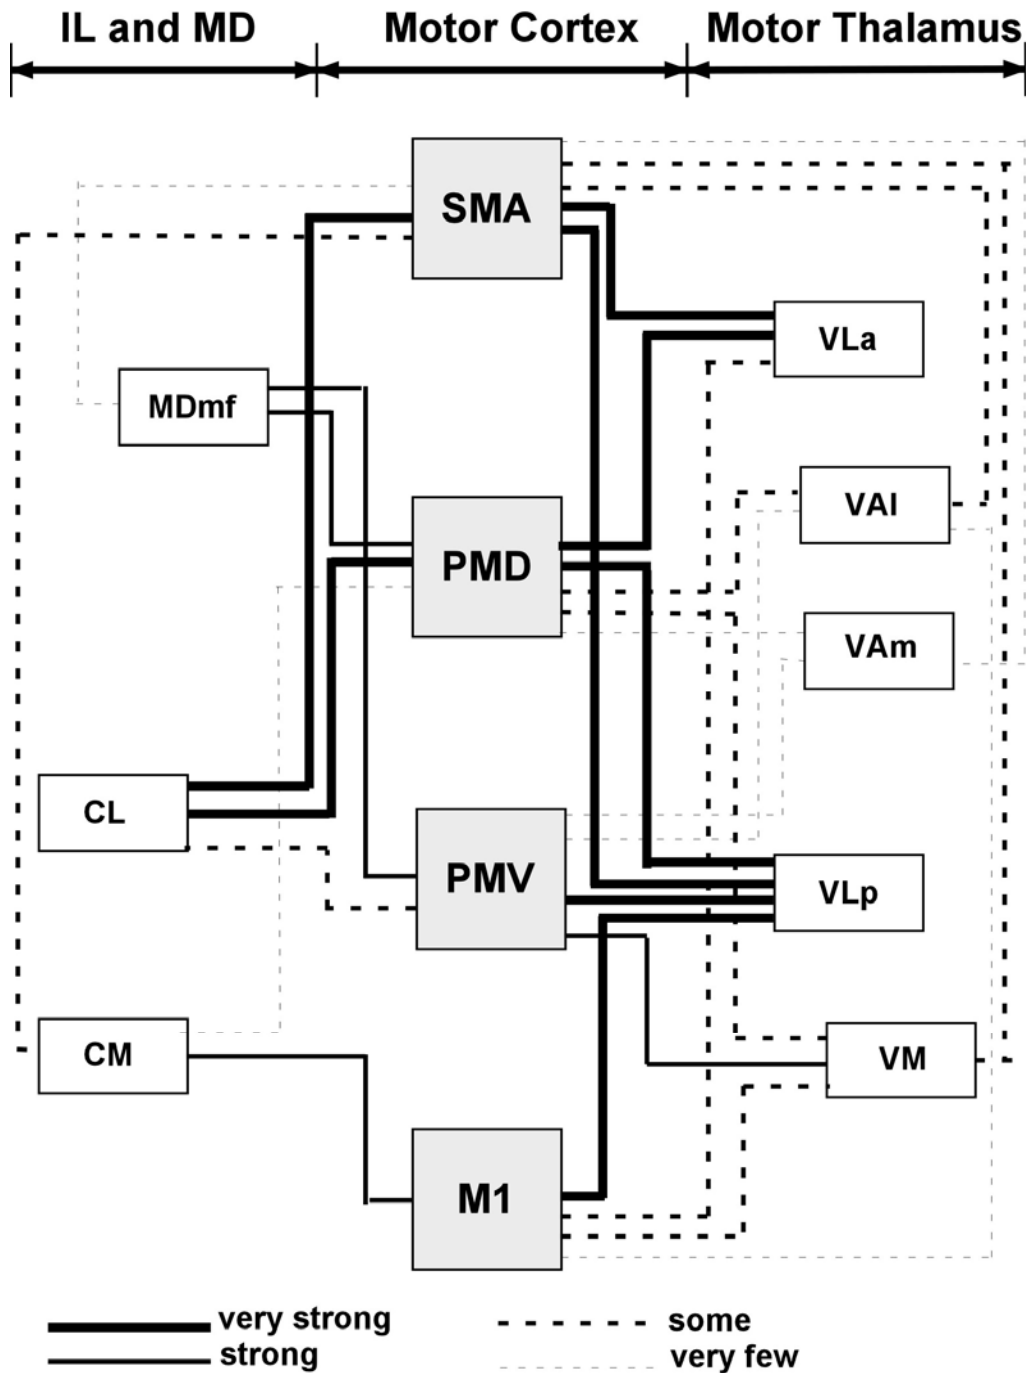 IL and MD Motor Cortex Motor Thalamus
SMA
VLa
MDmf
VAl
PMD
VAm
CL
PMV
VLp
CM
VM
M1
very strong some
strong very few